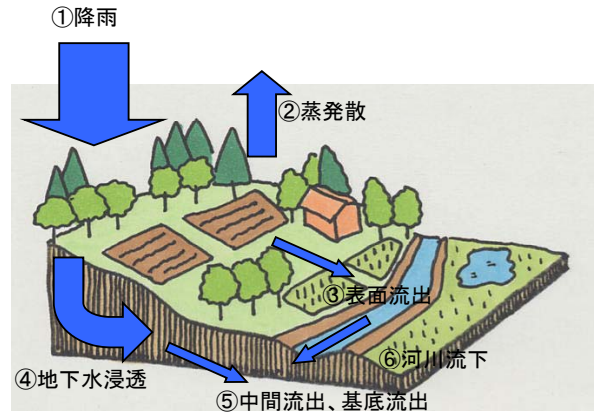 ①降雨
②蒸発散
③表面流出
④地下水浸透
⑤中間流出、基底流出
⑥河川流下